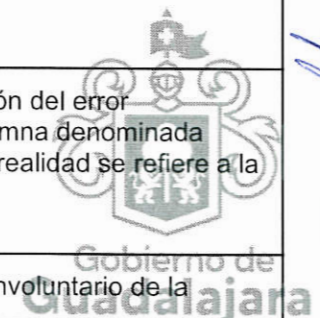 ón del error
mna denominada
realidad se refiere a la
Gobierno de
nvoluntario de la
Guadalajara